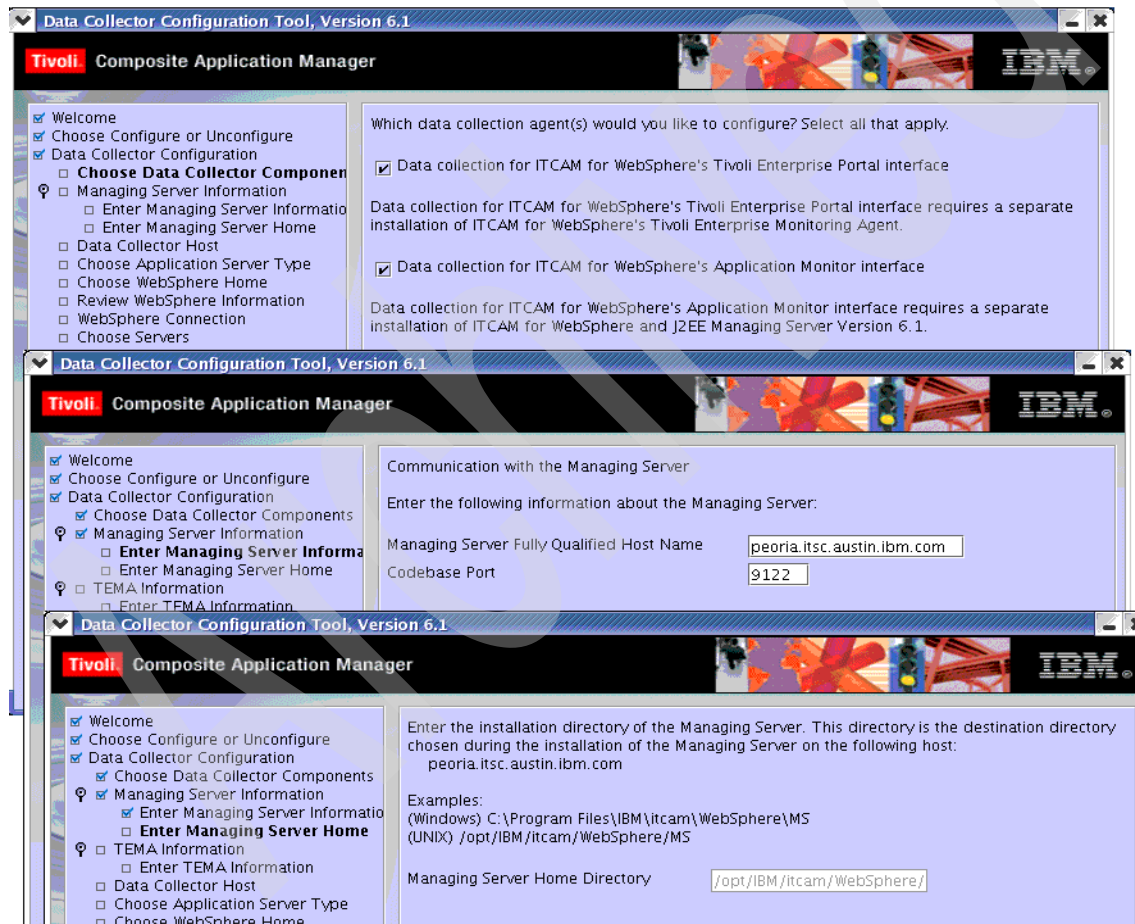 Data Collector Configuration Tool, Version 6.1
Tivoli. Composite Application Manager
IBM®
Welcome
Choose Configure or Unconfigure
Data Collector Configuration
Choose Data Collector Componen
Managing Server Information
Enter Managing Server Informatio
Enter Managing Server Home
Data Collector Host
Choose Application Server Type
Choose WebSphere Home
Review WebSphere Information
WebSphere Connection
Choose Servers
Which data collection agent(s) would you like to configure? Select all that apply.
Data collection for ITCAM for WebSphere's Tivoli Enterprise Portal interface
Data collection for ITCAM for WebSphere's Tivoli Enterprise Portal interface requires a separate
installation of ITCAM for WebSphere's Tivoli Enterprise Monitoring Agent.
Data collection for ITCAM for WebSphere's Application Monitor interface
Data collection for ITCAM for WebSphere's Application Monitor interface requires a separate
installation of ITCAM for WebSphere and J2EE Managing Server Version 6.1.
Data Collector Configuration Tool, Version 6.1
Tivoli. Composite Application Manager
IBM®
Welcome
Choose Configure or Unconfigure
Data Collector Configuration
Choose Data Collector Components
Managing Server Information
Enter Managing Server Informa
Enter Managing Server Home
TEMA Information
Enter TEMA Information
Communication with the Managing Server
Enter the following information about the Managing Server:
Managing Server Fully Qualified Host Name peoria.itsc.austin.ibm.com
Codebase Port 9122
Data Collector Configuration Tool, Version 6.1
Tivoli. Composite Application Manager
IBM®
Welcome
Choose Configure or Unconfigure
Data Collector Configuration
Choose Data Collector Components
Managing Server Information
Enter Managing Server Informatio
Enter Managing Server Home
TEMA Information
Enter TEMA Information
Data Collector Host
Choose Application Server Type
Choose WebSphere Home
Enter the installation directory of the Managing Server. This directory is the destination directory
chosen during the installation of the Managing Server on the following host:
peoria.itsc.austin.ibm.com
Examples:
(Windows) C:\Program Files\IBM\itcam\WebSphere\MS
(UNIX) /opt/IBM/itcam/WebSphere/MS
Managing Server Home Directory /opt/IBM/itcam/WebSphere/